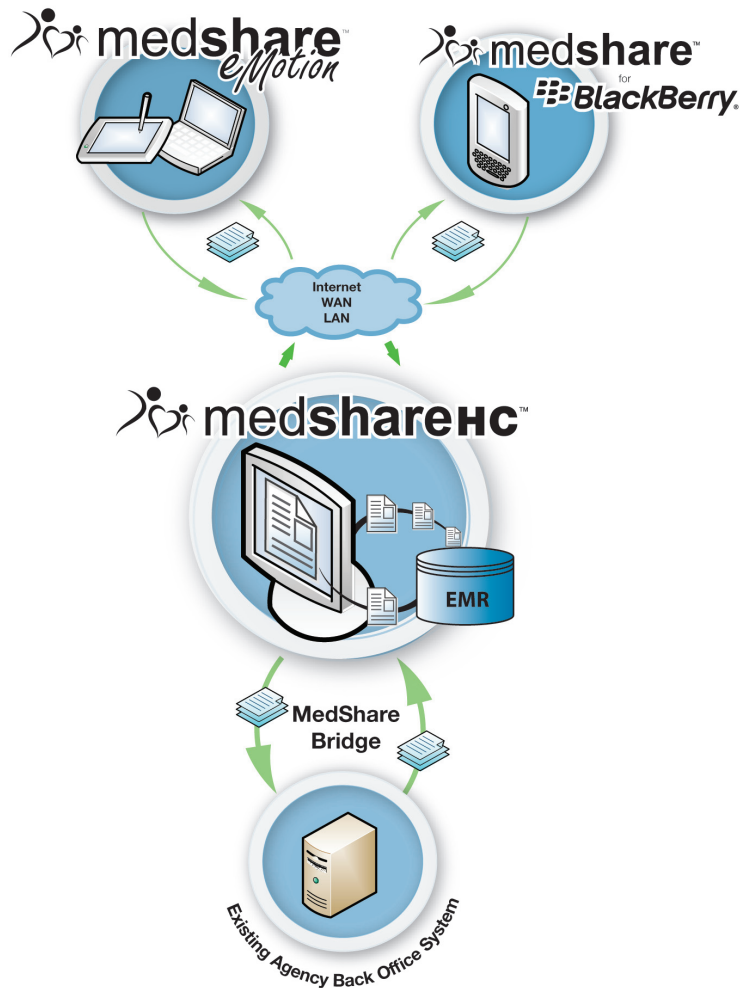 medshare™
eMotion
medshare™
for
BlackBerry®
Internet
WAN
LAN
medshareHC™
EMR
MedShare
Bridge
Existing Agency Back Office System